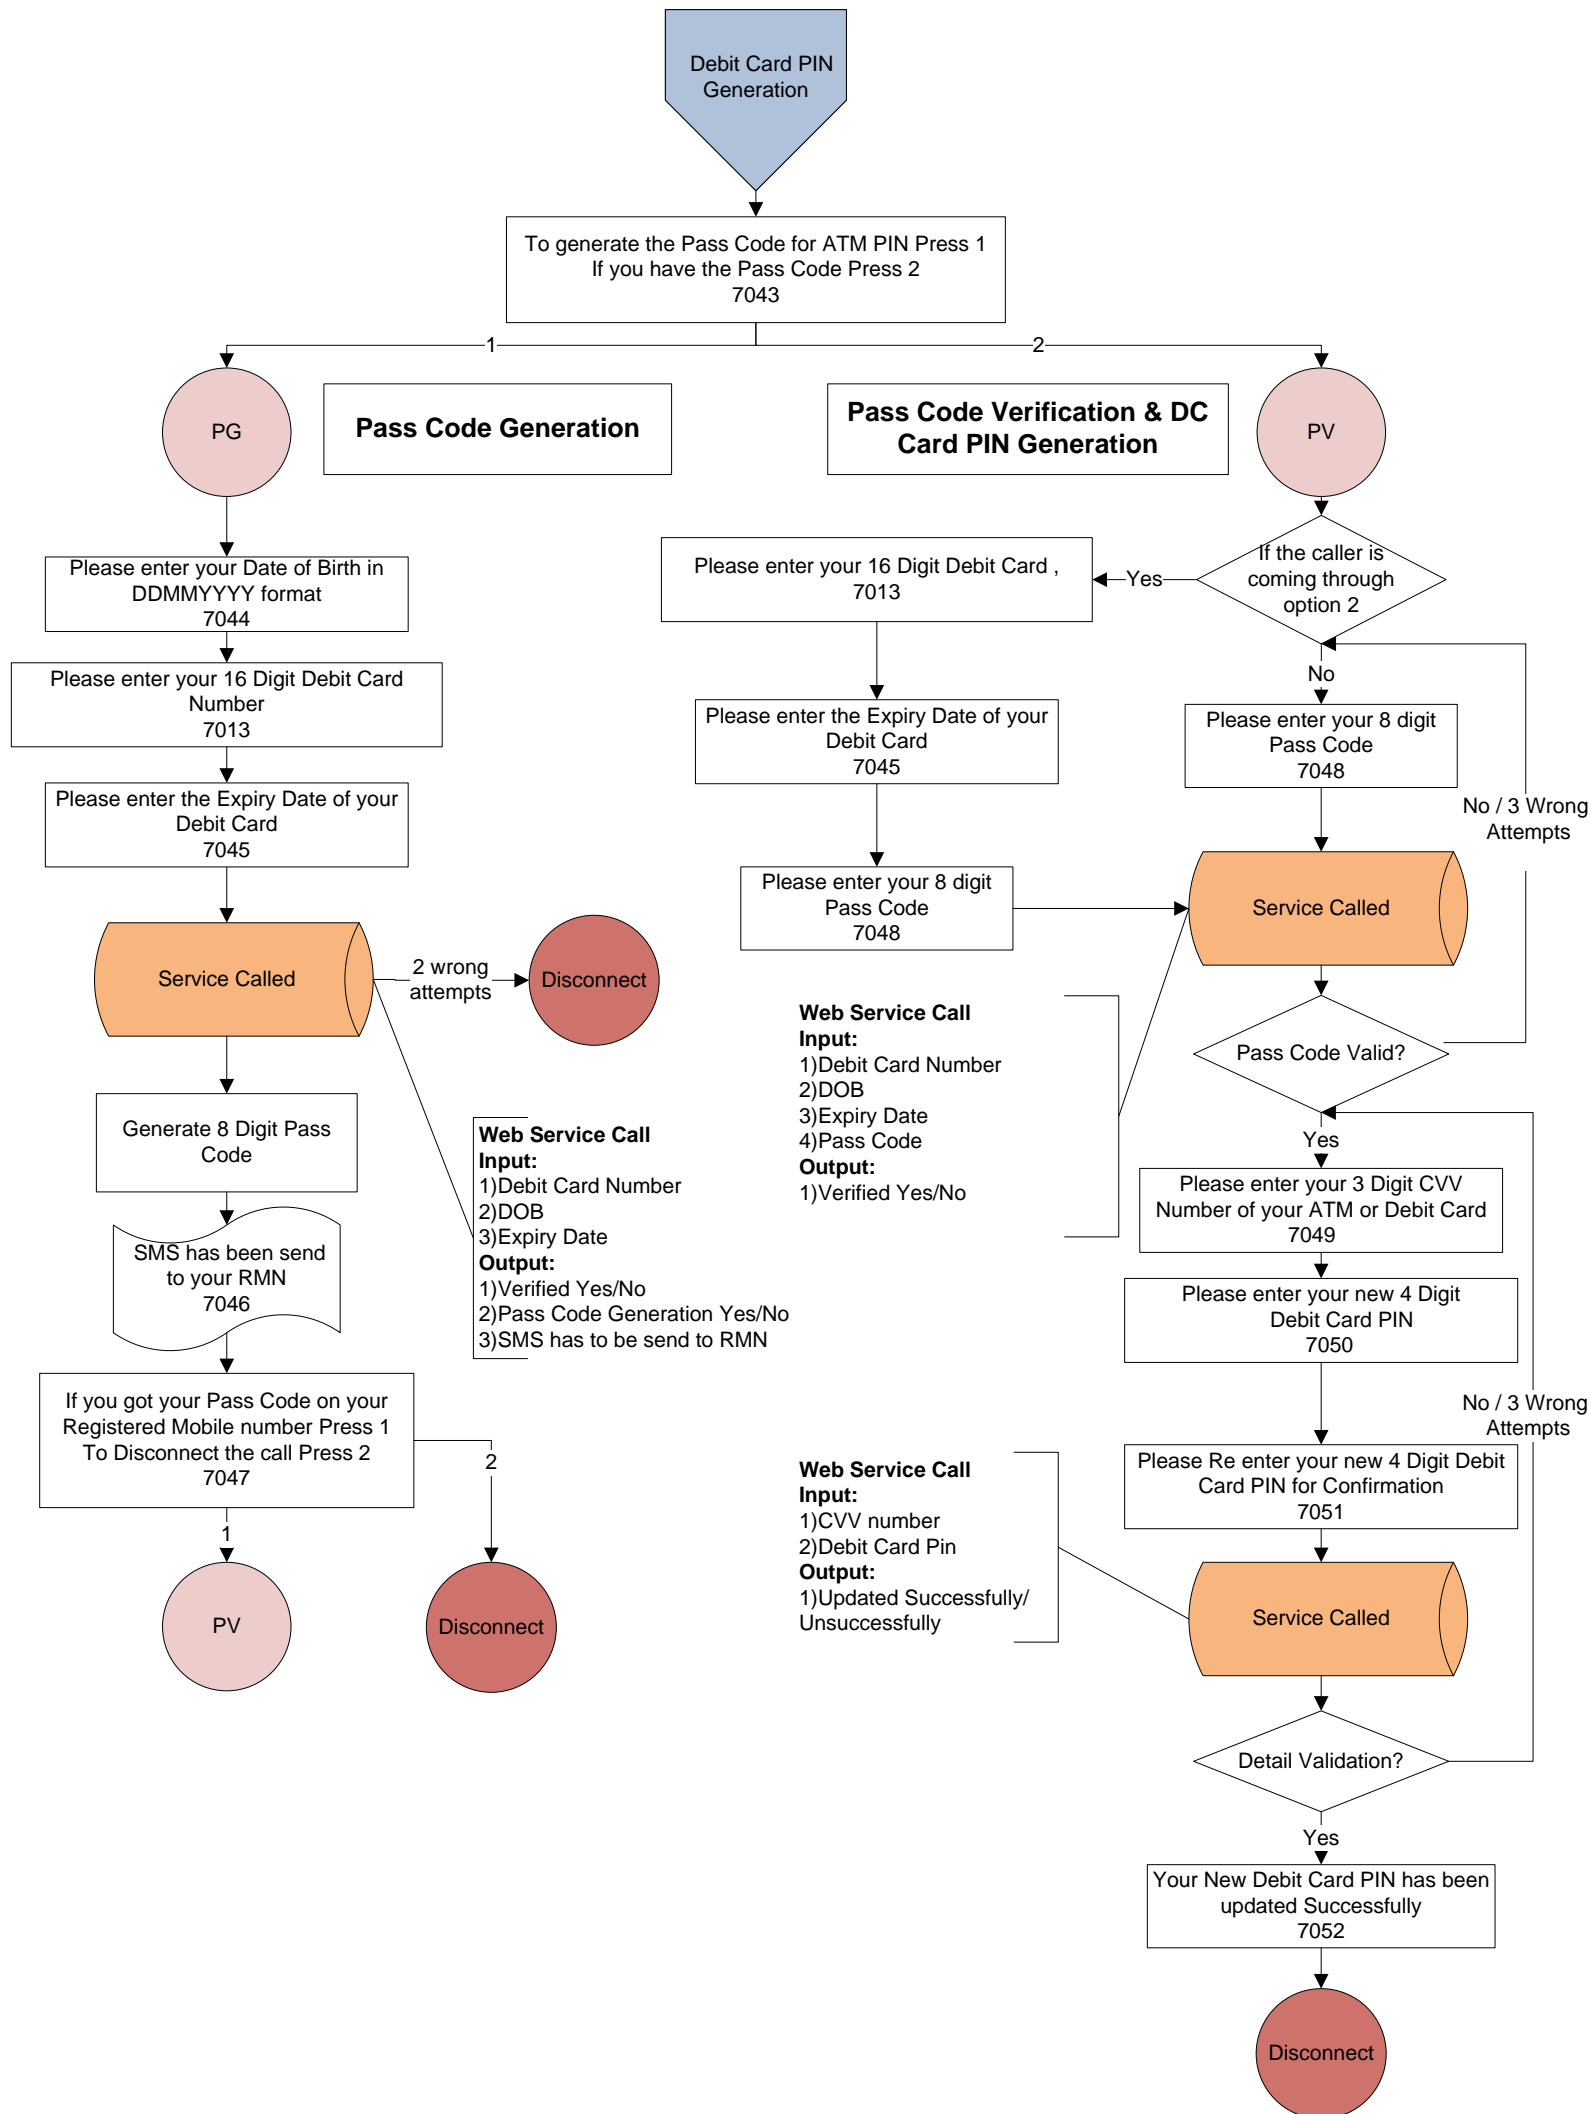 Debit Card PIN
Generation
To generate the Pass Code for ATM PIN Press 1
If you have the Pass Code Press 2
7043
1
2
PG
Pass Code Generation
Pass Code Verification & DC
Card PIN Generation
PV
Please enter your Date of Birth in
DDMMYYYY format
7044
Please enter your 16 Digit Debit Card
Number
7013
Please enter the Expiry Date of your
Debit Card
7045
Service Called
2 wrong
attempts
Disconnect
Generate 8 Digit Pass
Code
SMS has been send
to your RMN
7046
Web Service Call
Input:
1)Debit Card Number
2)DOB
3)Expiry Date
Output:
1)Verified Yes/No
2)Pass Code Generation Yes/No
3)SMS has to be send to RMN
If you got your Pass Code on your
Registered Mobile number Press 1
To Disconnect the call Press 2
7047
2
1
PV
Disconnect
If the caller is
coming through
option 2
Yes
Please enter your 16 Digit Debit Card ,
7013
Please enter the Expiry Date of your
Debit Card
7045
Please enter your 8 digit
Pass Code
7048
No
Please enter your 8 digit
Pass Code
7048
No / 3 Wrong
Attempts
Service Called
Web Service Call
Input:
1)Debit Card Number
2)DOB
3)Expiry Date
4)Pass Code
Output:
1)Verified Yes/No
Pass Code Valid?
Yes
Please enter your 3 Digit CVV
Number of your ATM or Debit Card
7049
Please enter your new 4 Digit
Debit Card PIN
7050
No / 3 Wrong
Attempts
Please Re enter your new 4 Digit Debit
Card PIN for Confirmation
7051
Web Service Call
Input:
1)CVV number
2)Debit Card Pin
Output:
1)Updated Successfully/
Unsuccessfully
Service Called
Detail Validation?
Yes
Your New Debit Card PIN has been
updated Successfully
7052
Disconnect